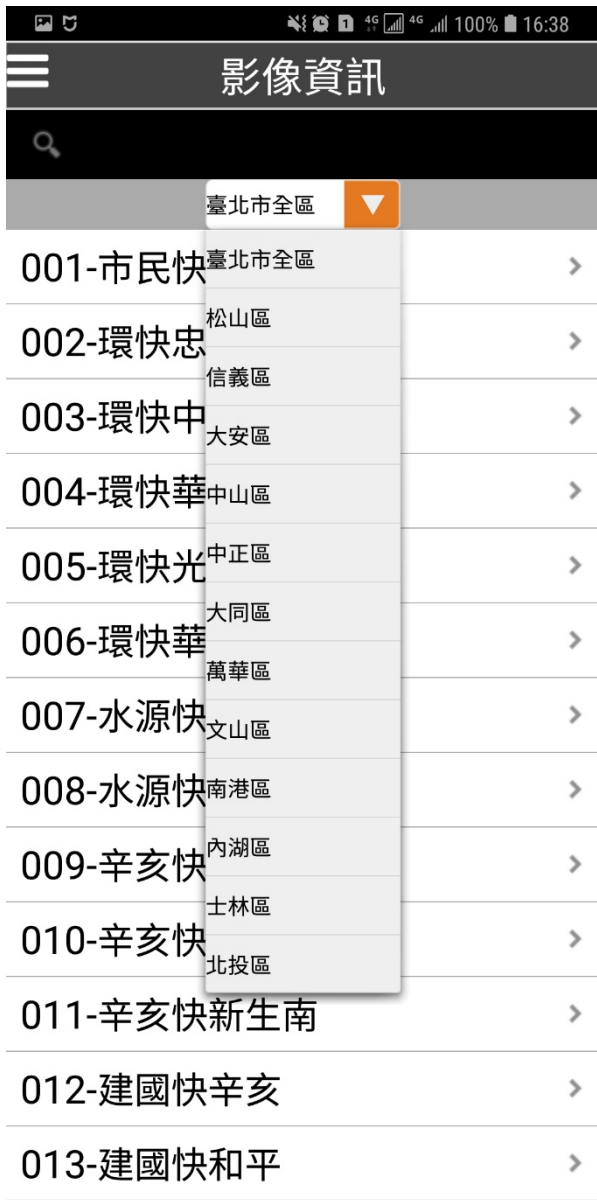 1 4G 4G 100% 16:38
影像資訊
臺北市全區
臺北市全區
松山區
信義區
大安區
中山區
中正區
大同區
萬華區
文山區
南港區
內湖區
士林區
北投區
001-市民快
002-環快忠
003-環快中
004-環快華
005-環快光
006-環快華
007-水源快
008-水源快
009-辛亥快
010-辛亥快
011-辛亥快新生南
012-建國快辛亥
013-建國快和平